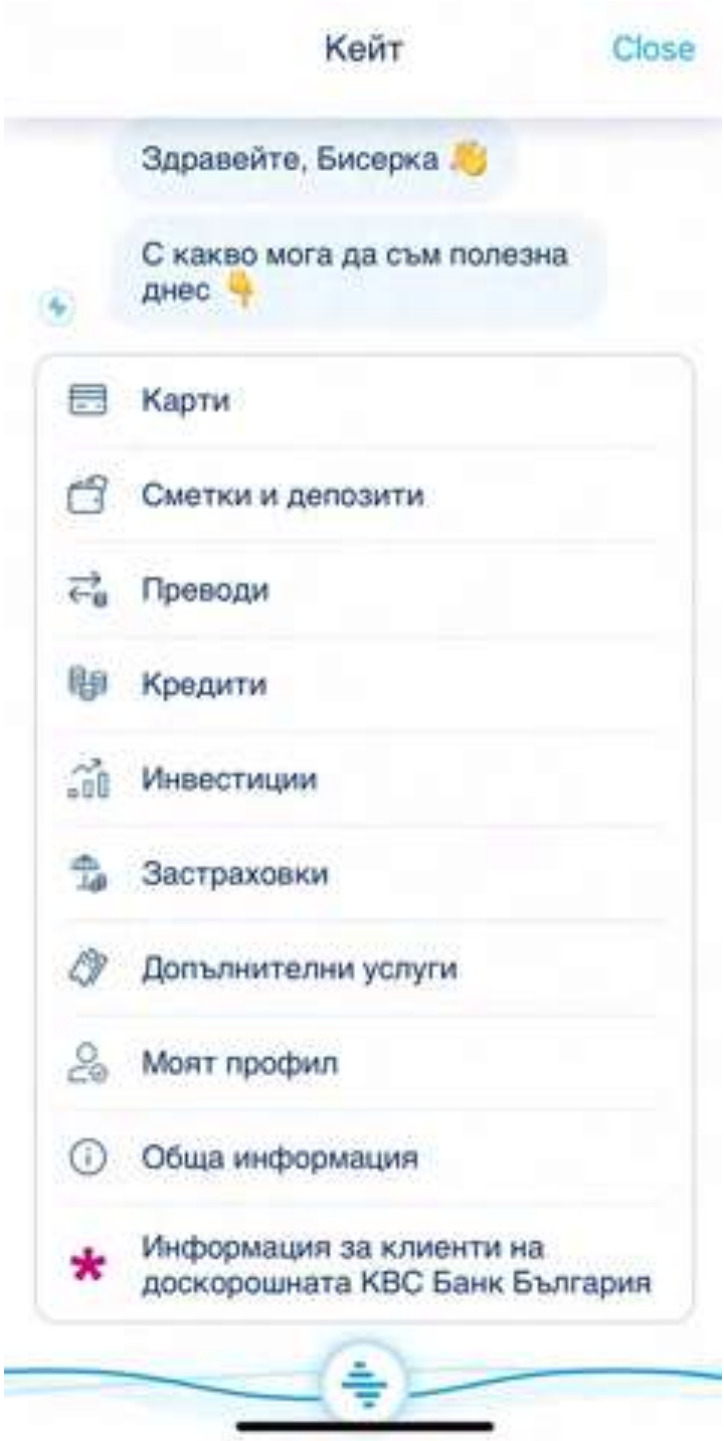 Кейт
Close
Здравейте, Бисерка 👋
С какво мога да съм полезна
днес 👇
Карти
Сметки и депозити
Преводи
Кредити
Инвестиции
Застраховки
Допълнителни услуги
Моят профил
Обща информация
Информация за клиенти на
доскорошната КВС Банк България